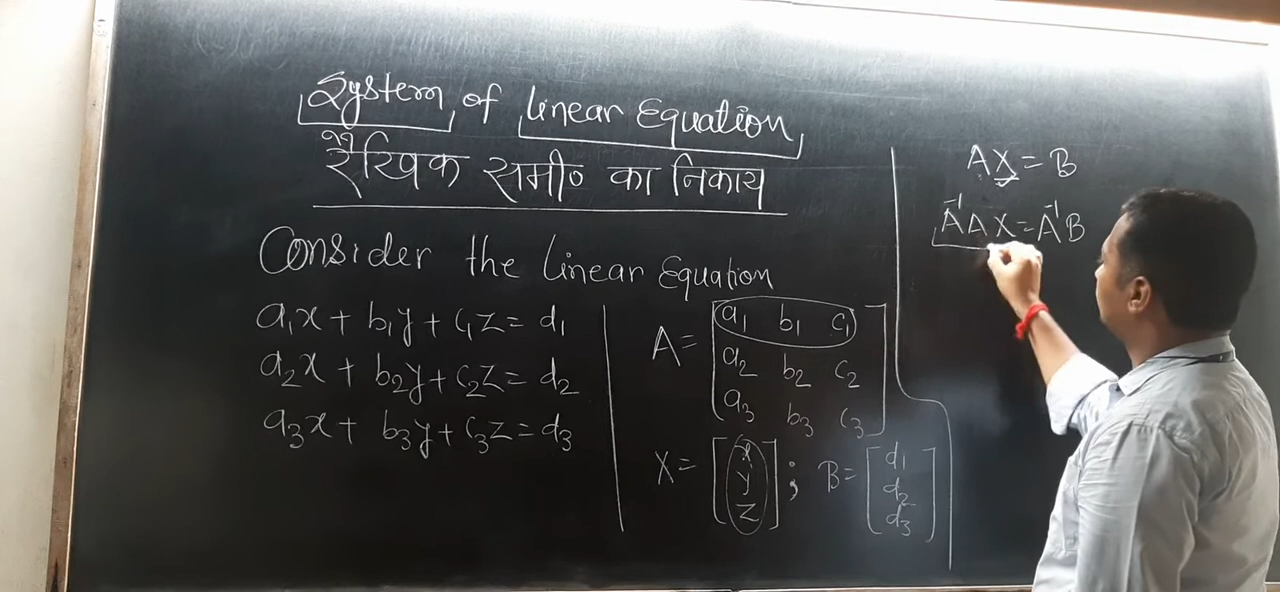 System of linear Equation
रैखिक समी० का निकाय
Consider the linear Equation
a₁x + b₁y + c₁z = d₁
a₂x + b₂y + c₂z = d₂
a₃x + b₃y + c₃z = d₃
A = [a₁ b₁ c₁
a₂ b₂ c₂
a₃ b₃ c₃]
X = [x
y
z] ; B = [d₁
d₂
d₃]
AX = B
A⁻¹AX = A⁻¹B